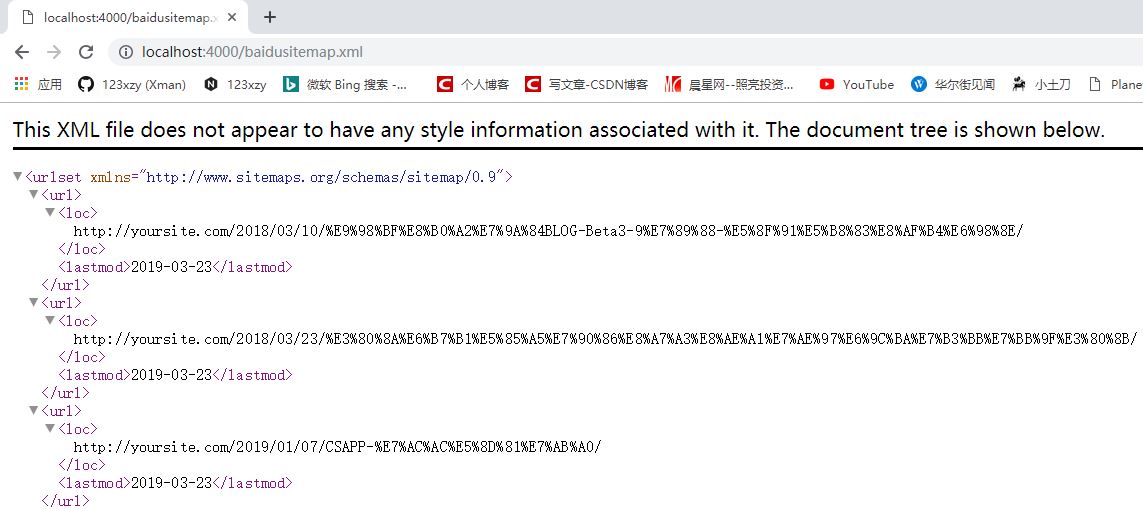 localhost:4000/baidusitemap.x
localhost:4000/baidusitemap.xml
应用 123xzy (Xman) 123xzy 微软 Bing 搜索 -... 个人博客 写文章-CSDN博客 晨星网--照亮投资... YouTube 华尔街见闻 小土刀 Plane
This XML file does not appear to have any style information associated with it. The document tree is shown below.
<urlset xmlns="http://www.sitemaps.org/schemas/sitemap/0.9">
<url>
<loc>
http://yoursite.com/2018/03/10/%E9%98%BF%E8%B0%A2%E7%9A%84BLOG-Beta3-9%E7%89%88-%E5%8F%91%E5%B8%83%E8%AF%B4%E6%98%8E/
</loc>
<lastmod>2019-03-23</lastmod>
</url>
<url>
<loc>
http://yoursite.com/2018/03/23/%E3%80%8A%E6%B7%B1%E5%85%A5%E7%90%86%E8%A7%A3%E8%AE%A1%E7%AE%97%E6%9C%BA%E7%B3%BB%E7%BB%9F%E3%80%8B/
</loc>
<lastmod>2019-03-23</lastmod>
</url>
<url>
<loc>
http://yoursite.com/2019/01/07/CSAPP-%E7%AC%AC%E5%8D%81%E7%AB%A0/
</loc>
<lastmod>2019-03-23</lastmod>
</url>